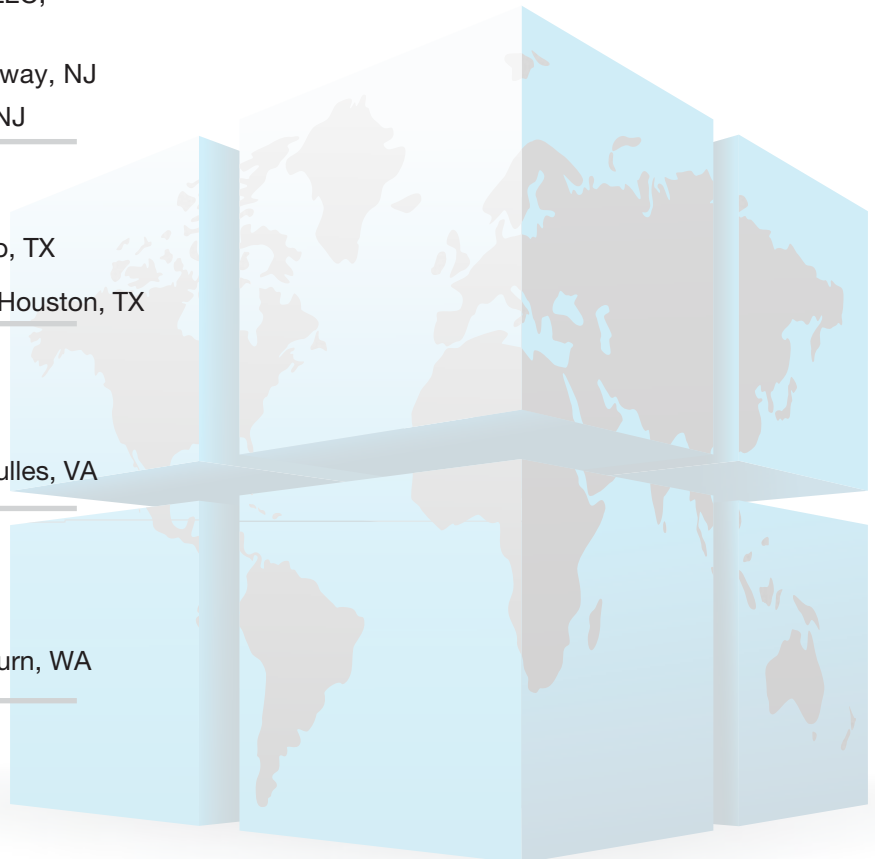 way, NJ
NJ
TX
Houston, TX
ulles, VA
urn, WA